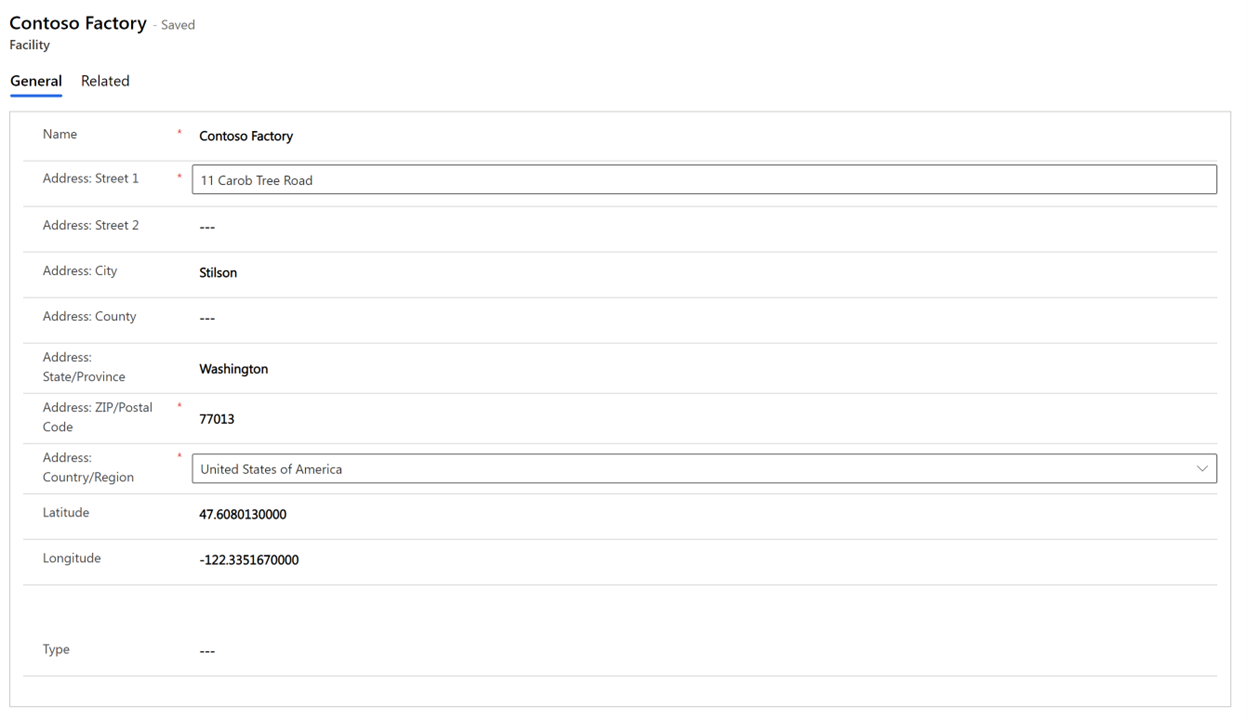 Contoso Factory - Saved
Facility
General Related
Name * Contoso Factory
Address: Street 1 * 11 Carob Tree Road
Address: Street 2 ---
Address: City Stilson
Address: County ---
Address:
State/Province Washington
Address: ZIP/Postal *
Code 77013
Address: *
Country/Region United States of America
Latitude 47.6080130000
Longitude -122.3351670000
Type ---